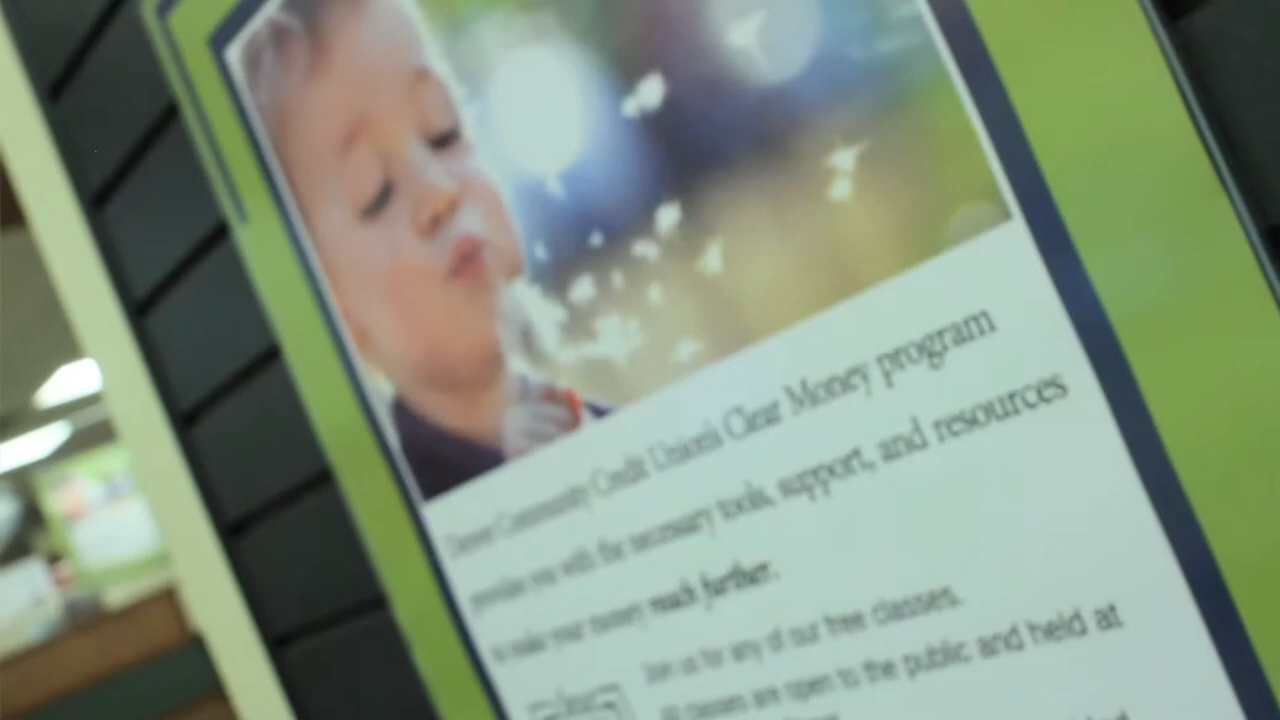 Denver Community Credit Union's Clear Money program
provides you with the necessary tools, support, and resources
to make your money reach further.
Join us for any of our free classes.
All classes are open to the public and held at